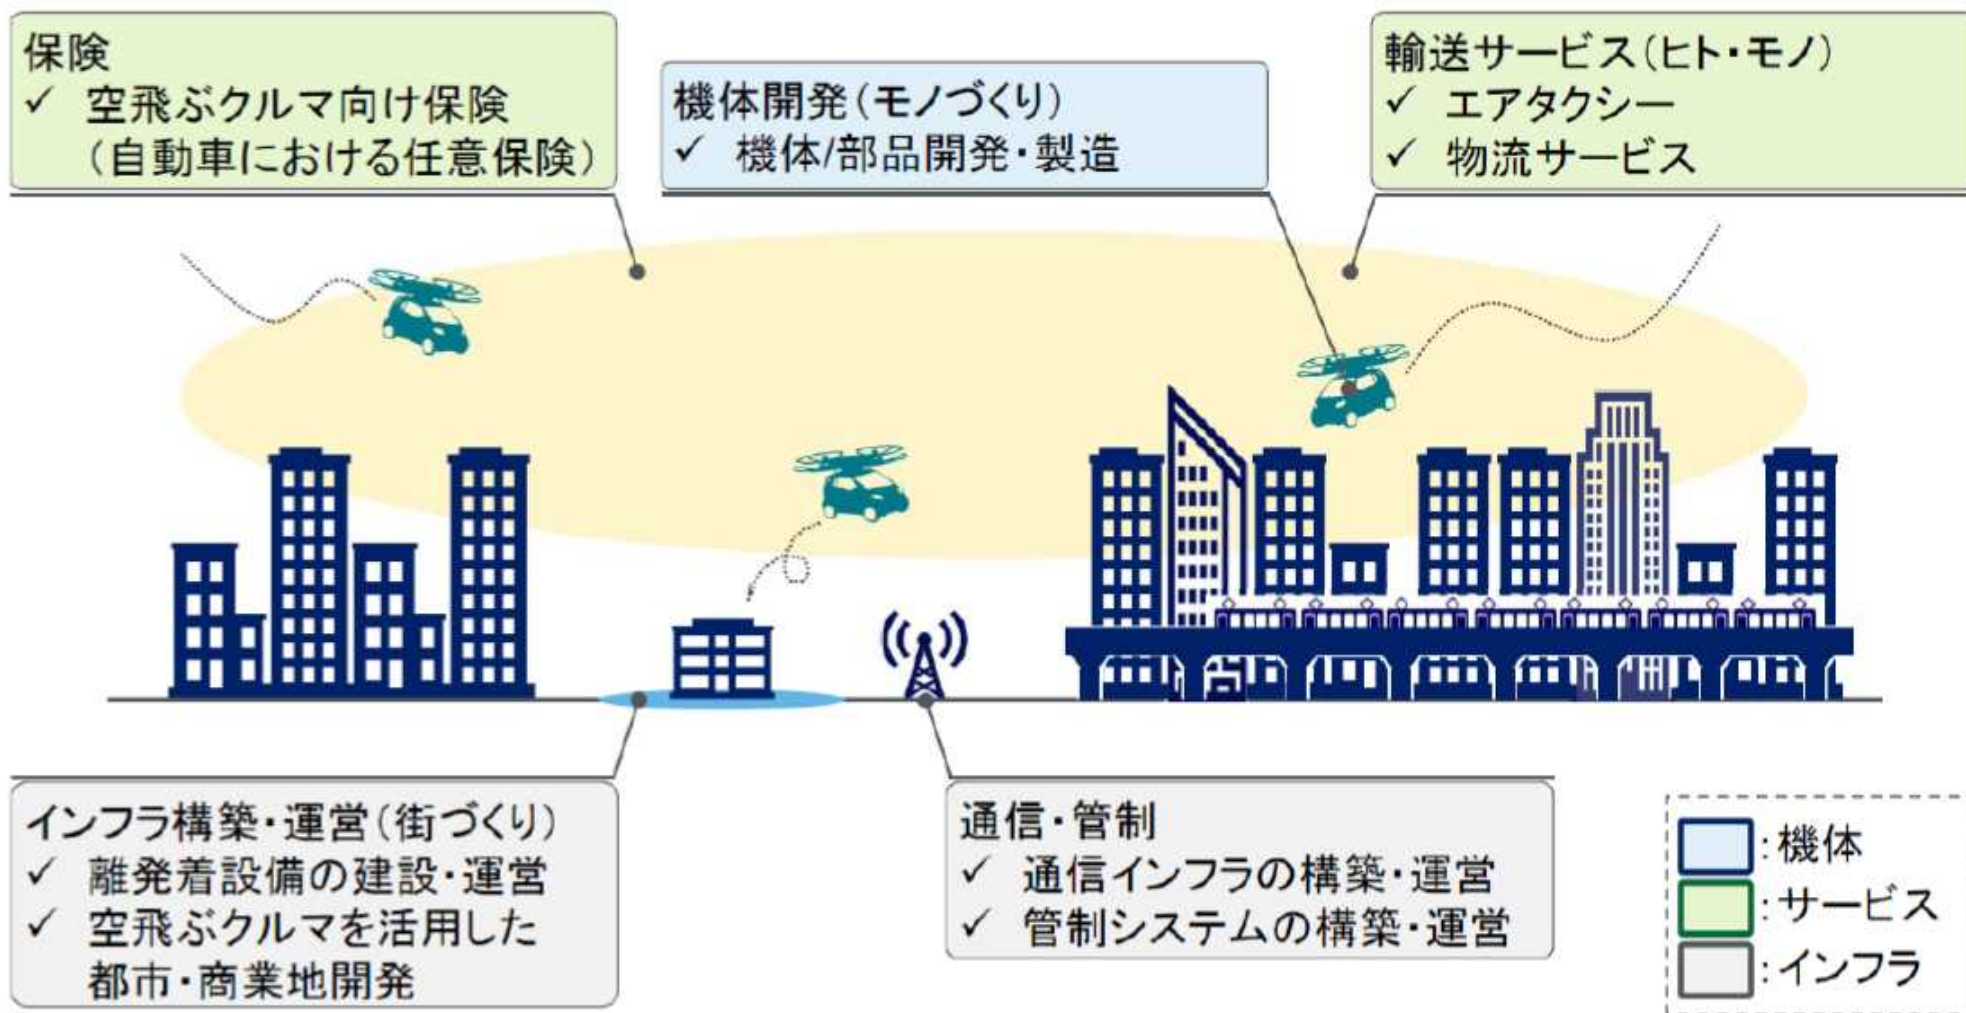 保険
✓ 空飛ぶクルマ向け保険
（自動車における任意保険）
機体開発（モノづくり）
✓ 機体/部品開発・製造
輸送サービス（ヒト・モノ）
✓ エアタクシー
✓ 物流サービス
インフラ構築・運営（街づくり）
✓ 離発着設備の建設・運営
✓ 空飛ぶクルマを活用した
都市・商業地開発
通信・管制
✓ 通信インフラの構築・運営
✓ 管制システムの構築・運営
：機体
：サービス
：インフラ